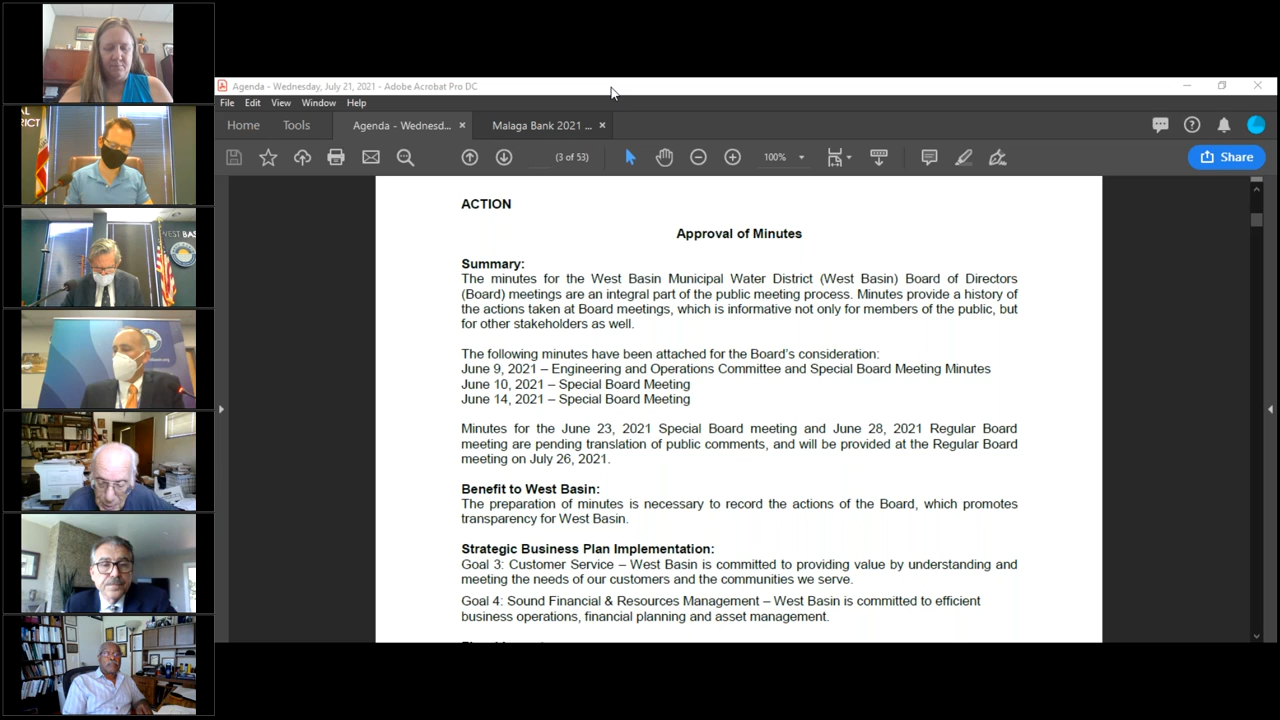 Agenda - Wednesday, July 21, 2021 - Adobe Acrobat Pro DC
File Edit View Window Help
Home Tools Agenda - Wednesd... Malaga Bank 2021 ...
(3 of 53) 100% Share
ACTION
Approval of Minutes
Summary:
The minutes for the West Basin Municipal Water District (West Basin) Board of Directors
(Board) meetings are an integral part of the public meeting process. Minutes provide a history of
the actions taken at Board meetings, which is informative not only for members of the public, but
for other stakeholders as well.
The following minutes have been attached for the Board's consideration:
June 9, 2021 – Engineering and Operations Committee and Special Board Meeting Minutes
June 10, 2021 – Special Board Meeting
June 14, 2021 – Special Board Meeting
Minutes for the June 23, 2021 Special Board meeting and June 28, 2021 Regular Board
meeting are pending translation of public comments, and will be provided at the Regular Board
meeting on July 26, 2021.
Benefit to West Basin:
The preparation of minutes is necessary to record the actions of the Board, which promotes
transparency for West Basin.
Strategic Business Plan Implementation:
Goal 3: Customer Service – West Basin is committed to providing value by understanding and
meeting the needs of our customers and the communities we serve.
Goal 4: Sound Financial & Resources Management – West Basin is committed to efficient
business operations, financial planning and asset management.
WEST BAS